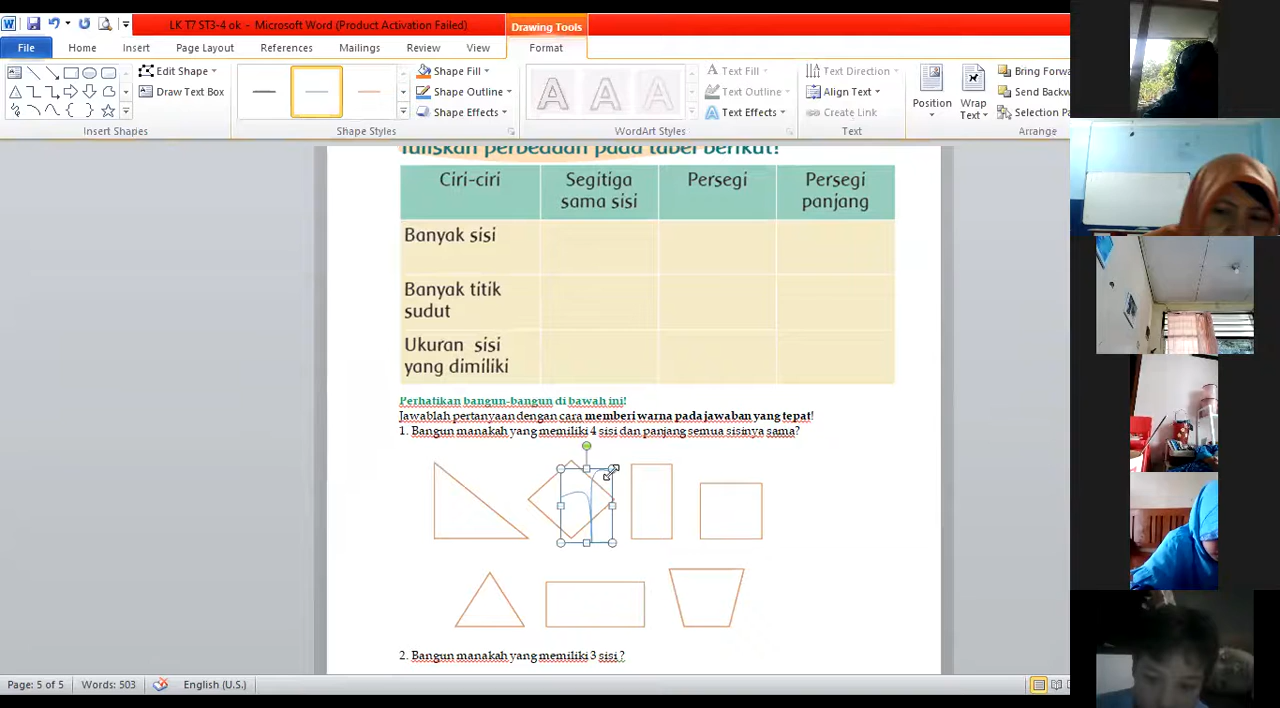 LK T7 ST3-4 ok - Microsoft Word (Product Activation Failed)
Drawing Tools
File Home Insert Page Layout References Mailings Review View Format
Edit Shape
Draw Text Box
Insert Shapes
Shape Fill
Shape Outline
Shape Effects
Shape Styles
Text Fill
Text Outline
Text Effects
WordArt Styles
Text Direction
Align Text
Create Link
Text
Position
Wrap Text
Bring Forwa
Send Backw
Selection Pa
Arrange
Tuliskan perbedaan pada tabel berikut!
Ciri-ciri
Segitiga sama sisi
Persegi
Persegi panjang
Banyak sisi
Banyak titik sudut
Ukuran sisi yang dimiliki
Perhatikan bangun-bangun di bawah ini!
Jawablah pertanyaan dengan cara memberi warna pada jawaban yang tepat!
1. Bangun manakah yang memiliki 4 sisi dan panjang semua sisinya sama?
2. Bangun manakah yang memiliki 3 sisi ?
Page: 5 of 5 Words: 503 English (U.S.)